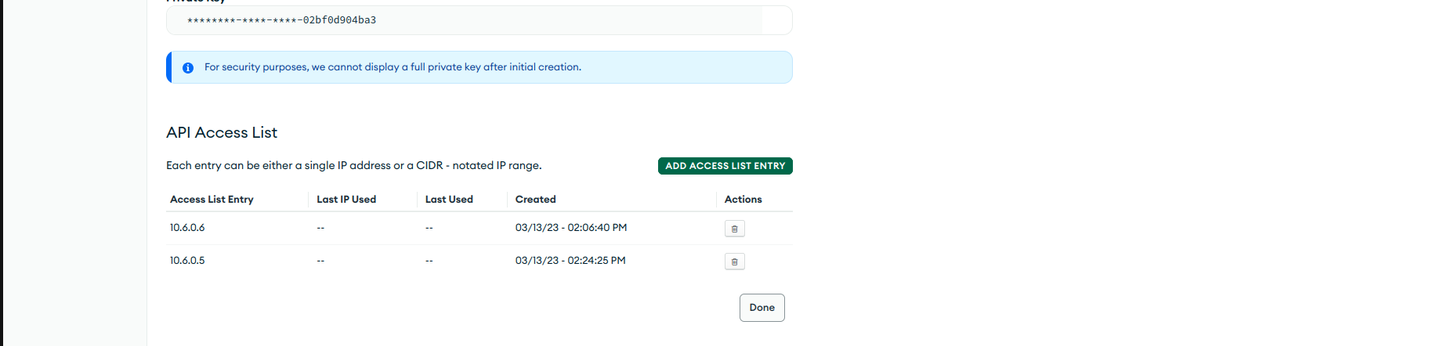 Private Key
********-****-****-02bf0d904ba3
For security purposes, we cannot display a full private key after initial creation.
API Access List
Each entry can be either a single IP address or a CIDR - notated IP range.
ADD ACCESS LIST ENTRY
Access List Entry Last IP Used Last Used Created Actions
10.6.0.6 -- -- 03/13/23 - 02:06:40 PM
10.6.0.5 -- -- 03/13/23 - 02:24:25 PM
Done